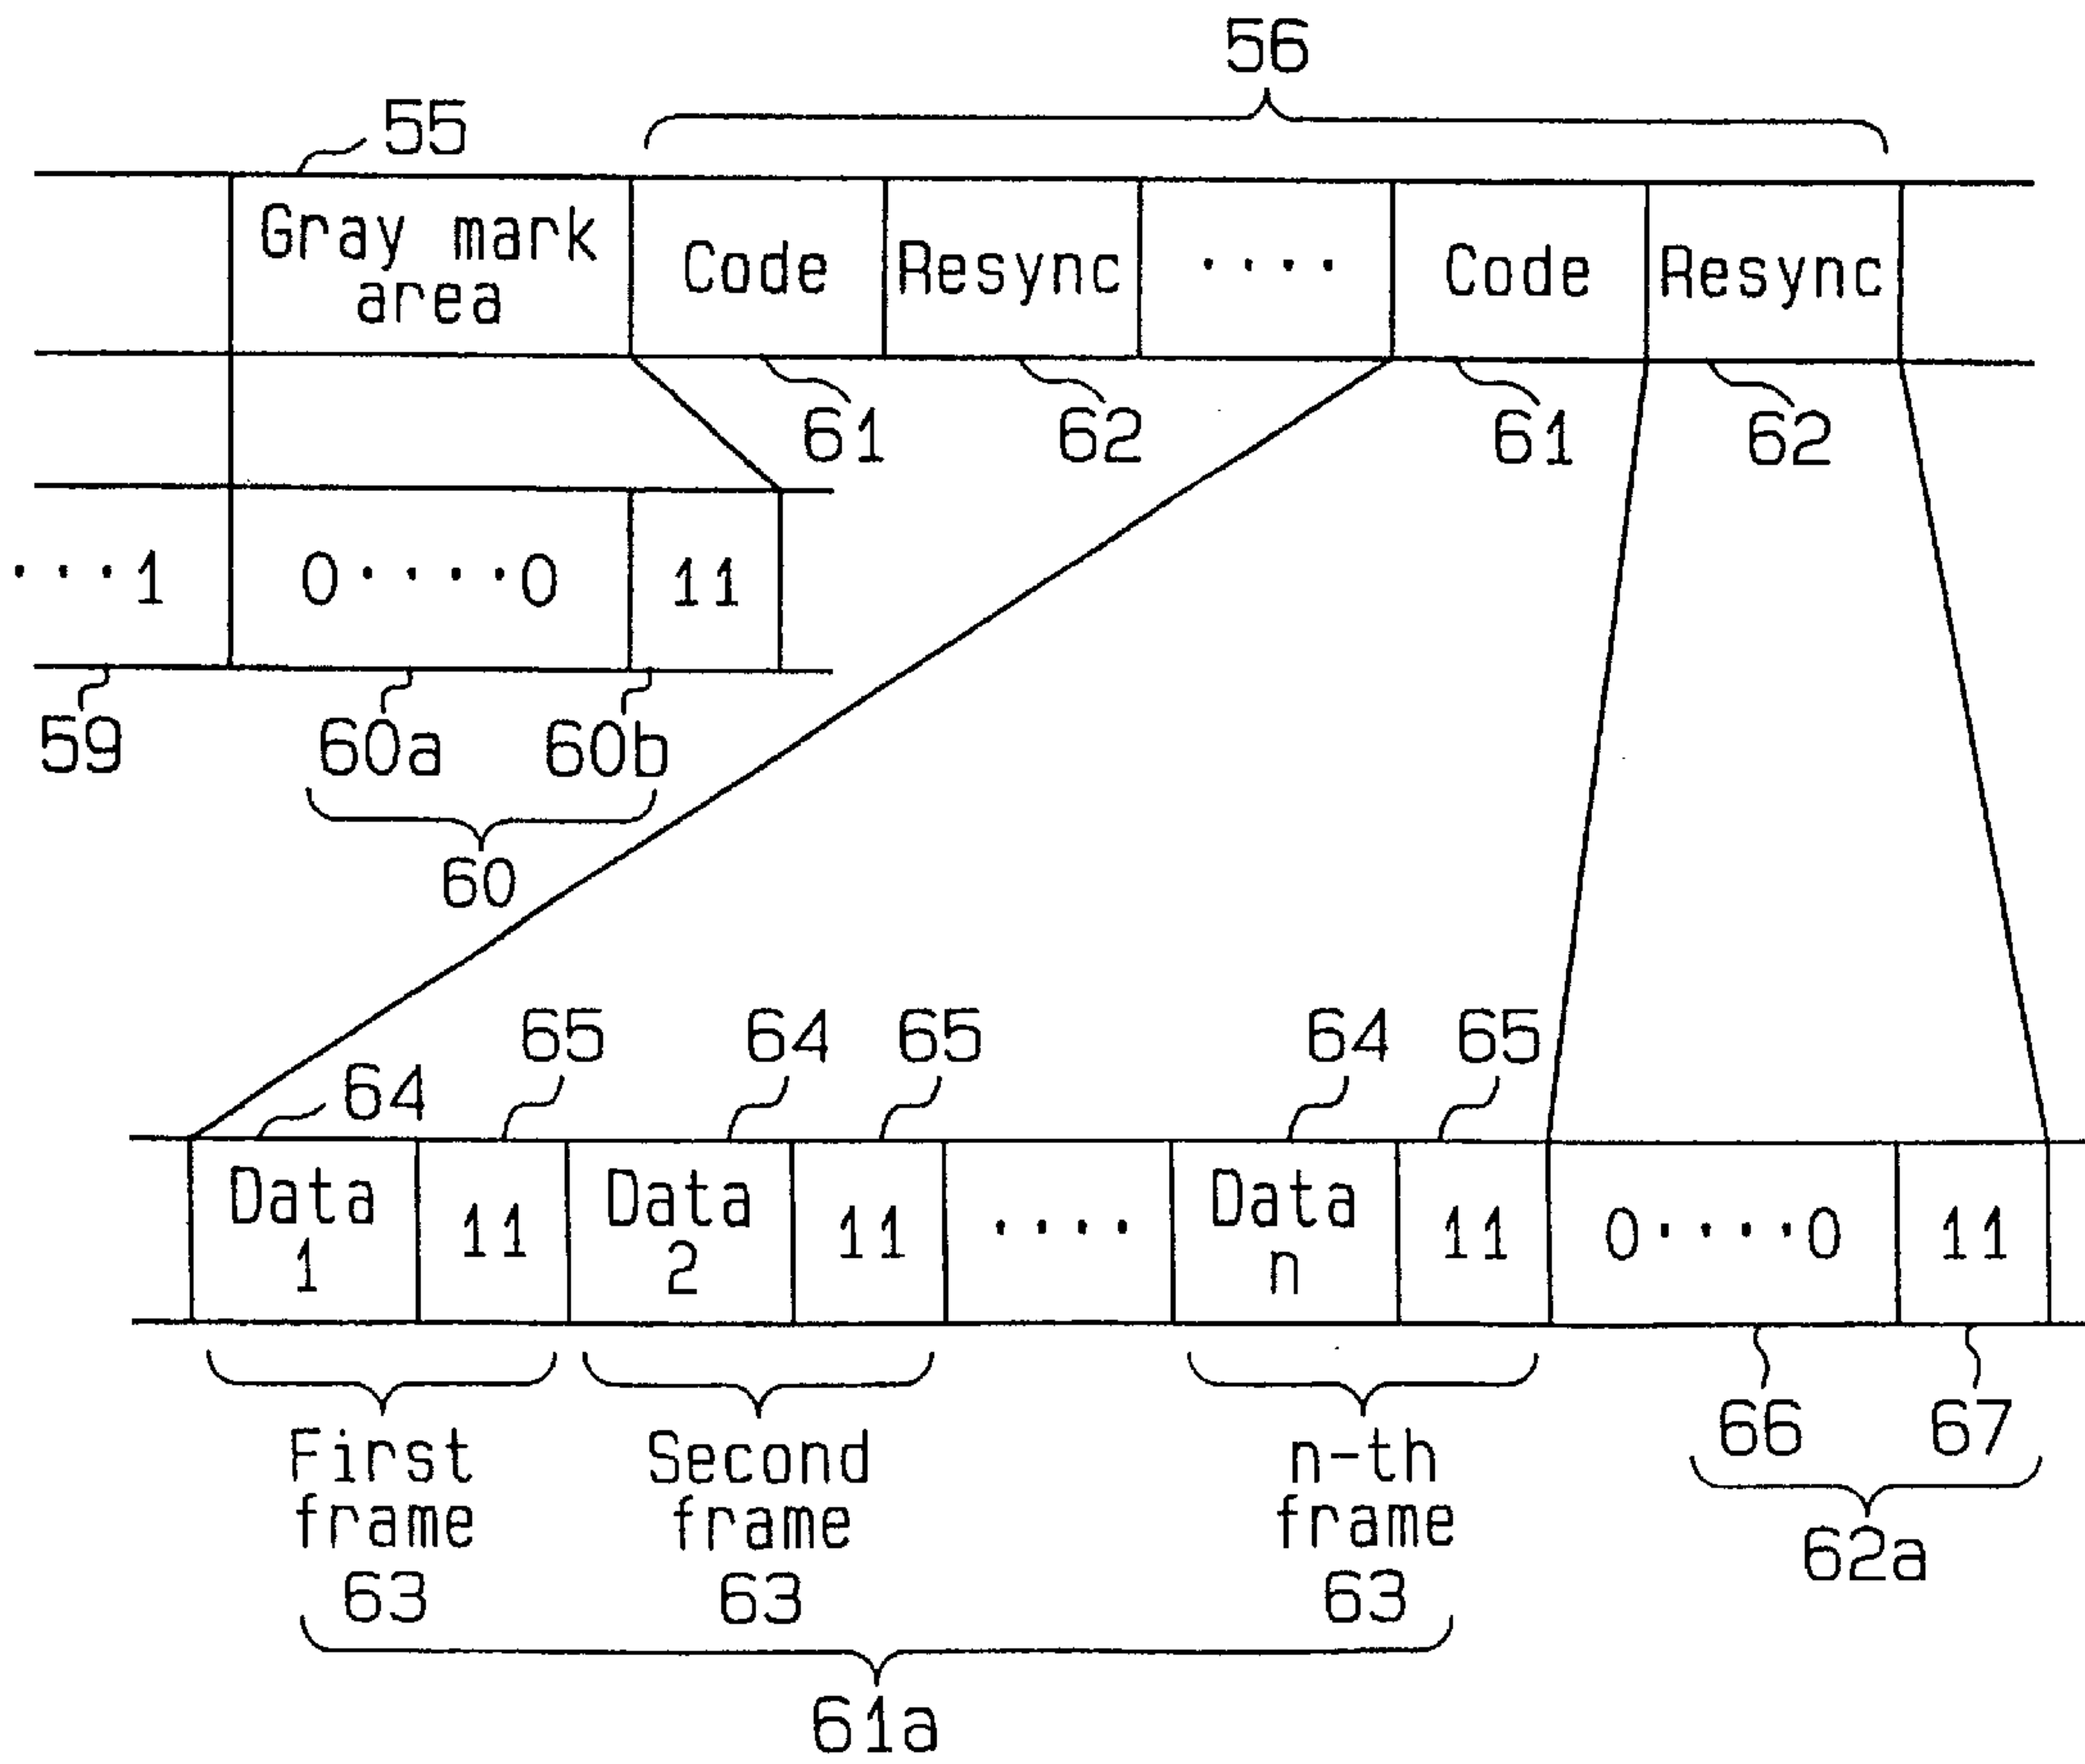 56
55
Gray mark area Code Resync ···· Code Resync
61 62 61 62
···1 0····0 11
59 60a 60b
60
65 64 65 64 65
64
Data 1 11 Data 2 11 ···· Data n 11 0····0 11
66 67
First frame 63 Second frame 63 n-th frame 63
62a
61a